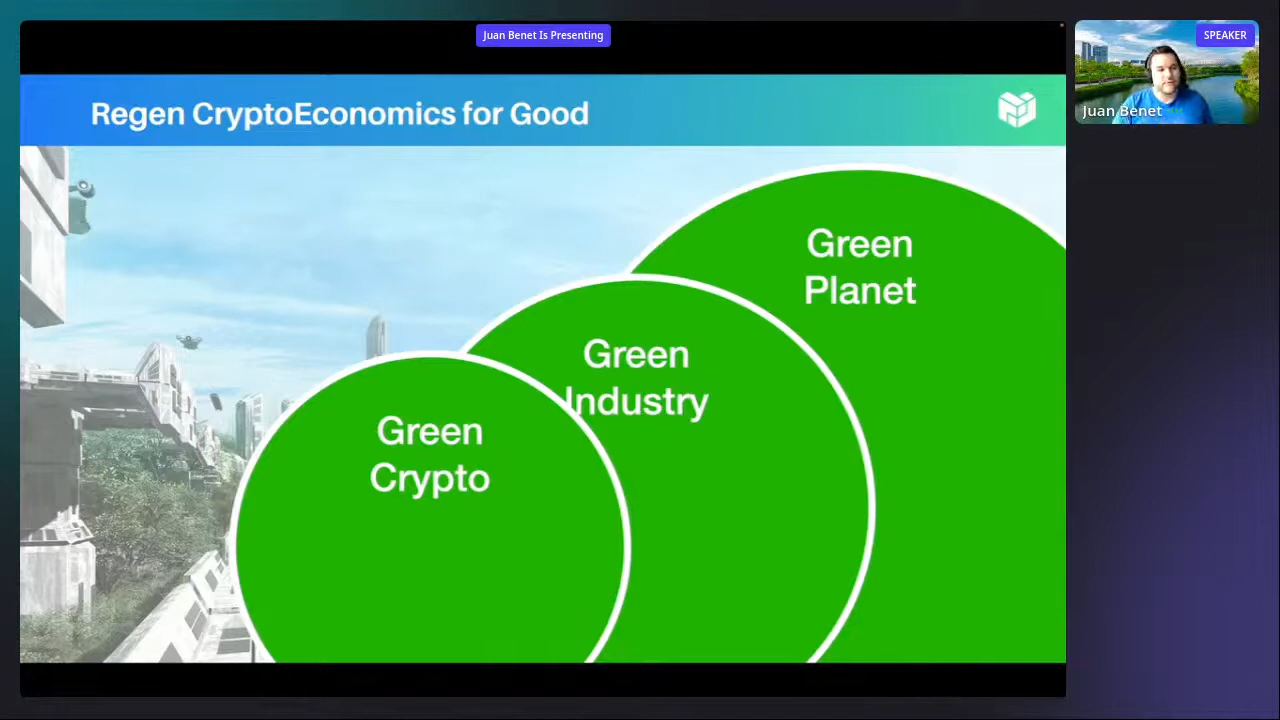 Juan Benet Is Presenting
SPEAKER
Juan Benet
Regen CryptoEconomics for Good
Green
Planet
Green
Industry
Green
Crypto